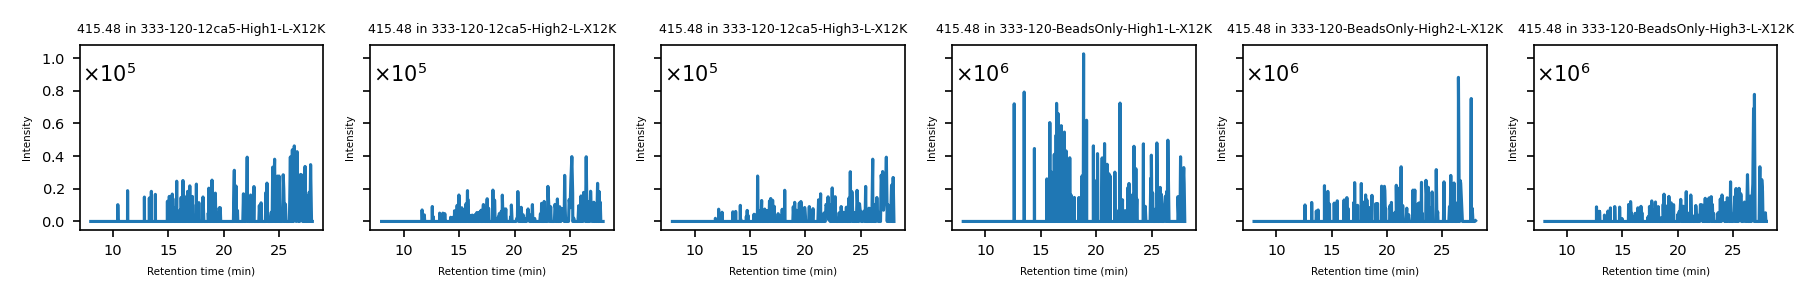 415.48 in 333-120-12ca5-High1-L-X12K
415.48 in 333-120-12ca5-High2-L-X12K
415.48 in 333-120-12ca5-High3-L-X12K
415.48 in 333-120-BeadsOnly-High1-L-X12K
415.48 in 333-120-BeadsOnly-High2-L-X12K
415.48 in 333-120-BeadsOnly-High3-L-X12K
×10⁵
×10⁵
×10⁵
×10⁶
×10⁶
×10⁶
1.0
0.8
0.6
0.4
0.2
0.0
Intensity
Intensity
Intensity
Intensity
Intensity
Intensity
10 15 20 25
10 15 20 25
10 15 20 25
10 15 20 25
10 15 20 25
10 15 20 25
Retention time (min)
Retention time (min)
Retention time (min)
Retention time (min)
Retention time (min)
Retention time (min)